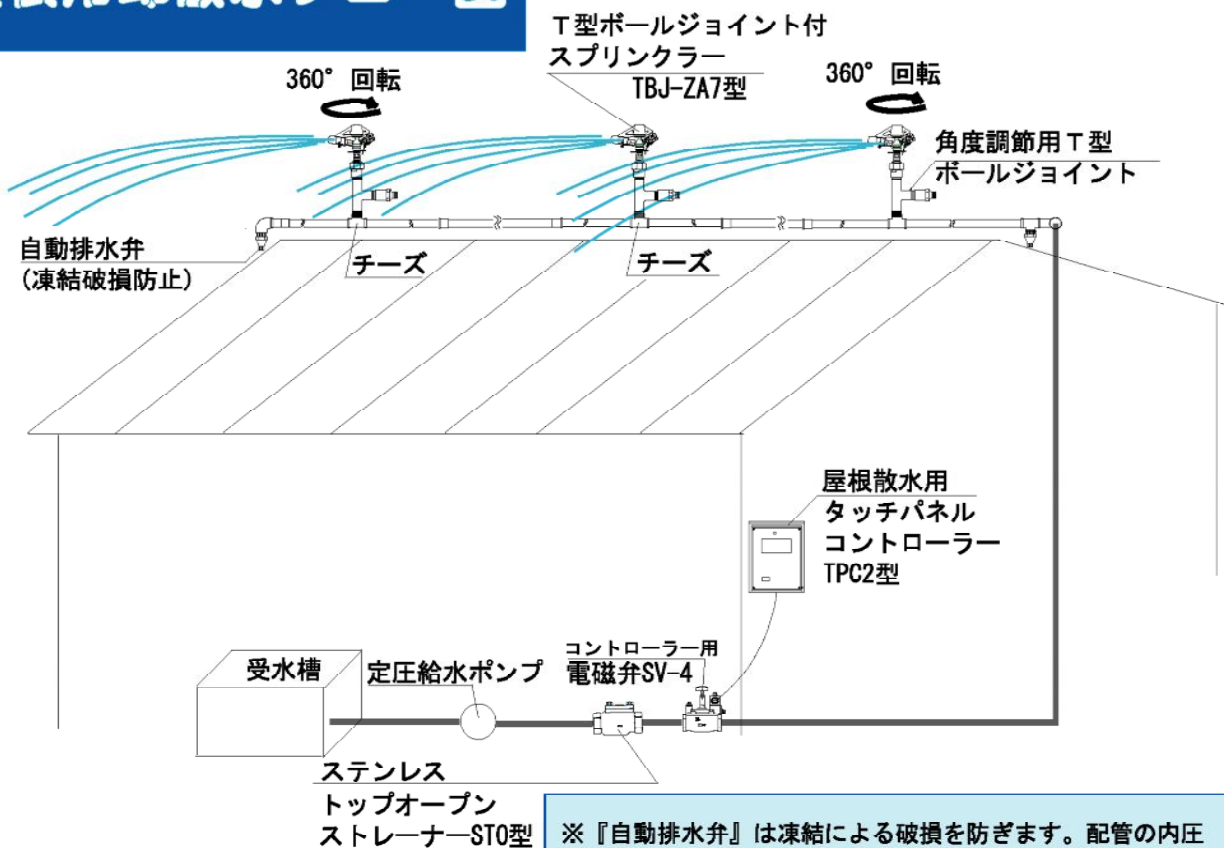 T型ボールジョイント付
スプリンクラー
TBJ-ZA7型
360° 回転
360° 回転
角度調節用T型
ボールジョイント
自動排水弁
(凍結破損防止)
チーズ
チーズ
屋根散水用
タッチパネル
コントローラー
TPC2型
コントローラー用
電磁弁SV-4
受水槽
定圧給水ポンプ
ステンレス
トップオープン
ストレーナーSTO型
※『自動排水弁』は凍結による破損を防ぎます。配管の内圧